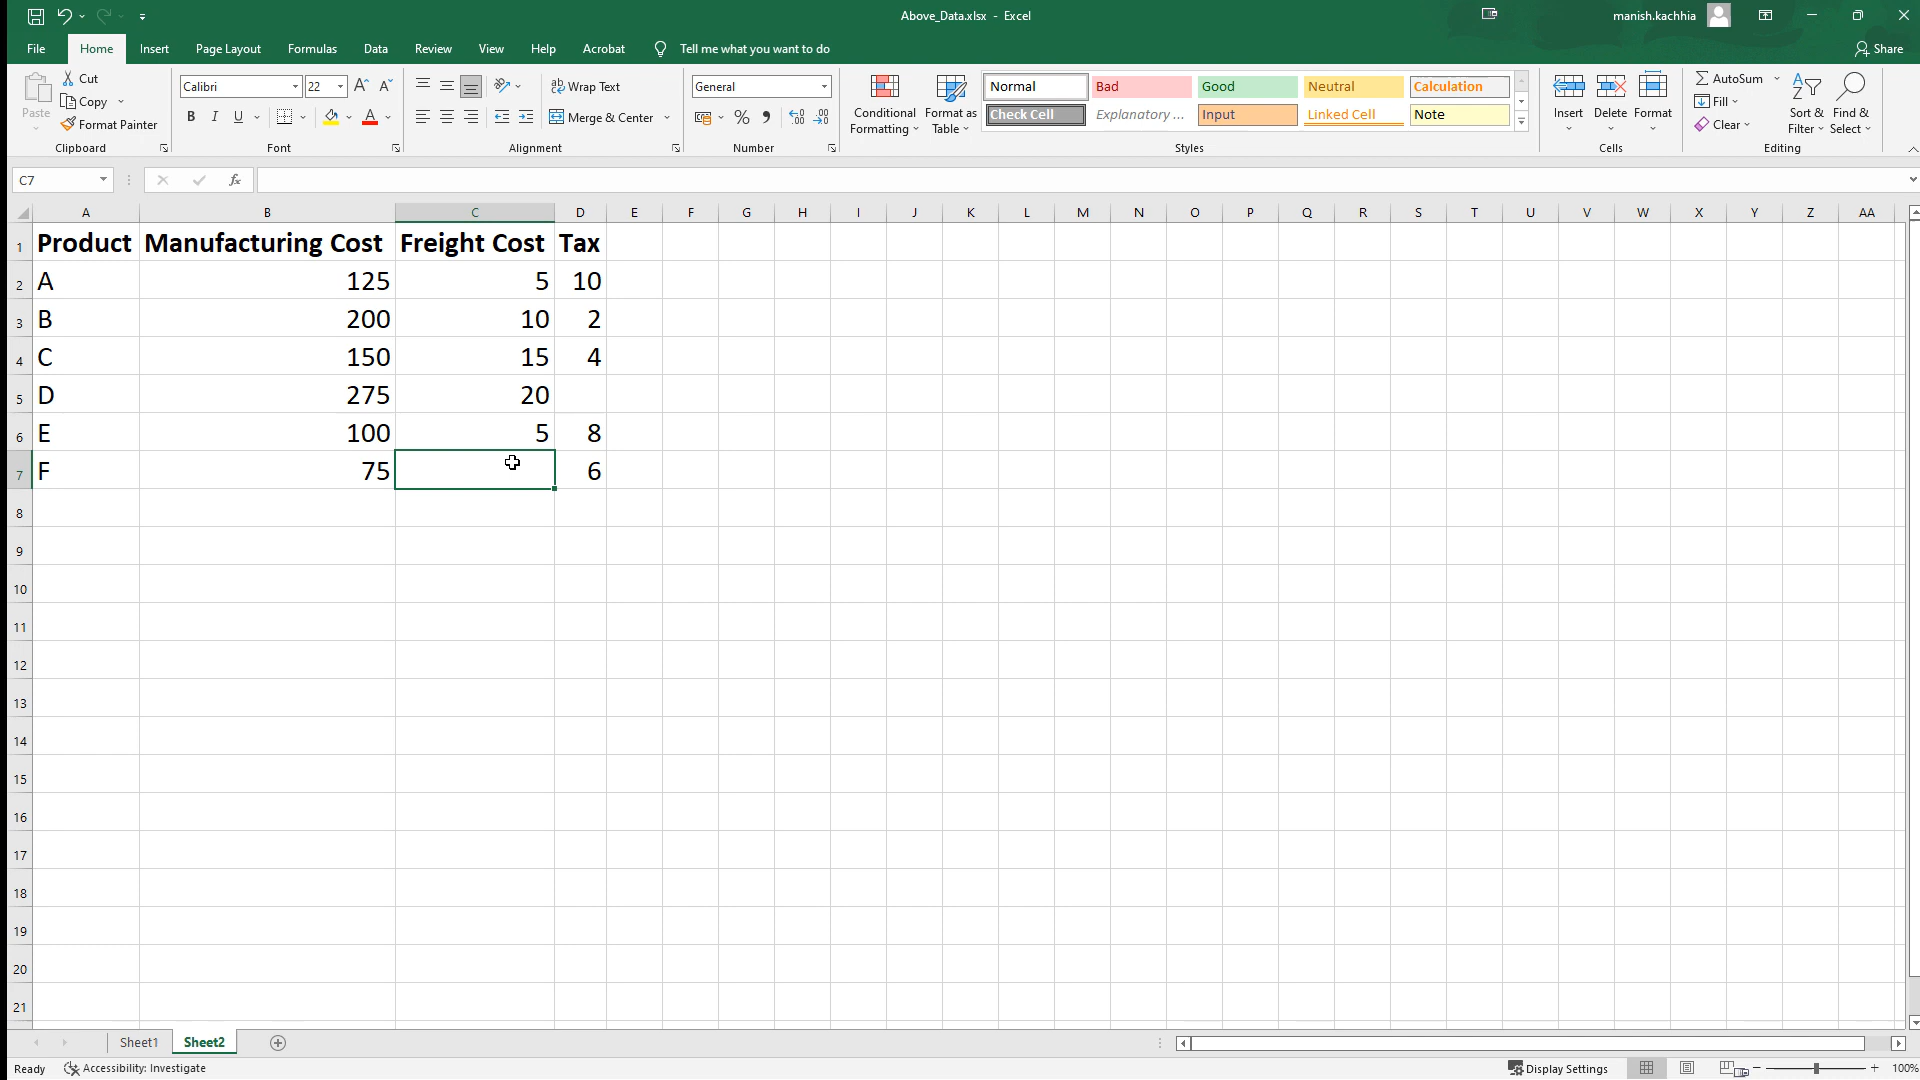 Above_Data.xlsx - Excel
manish.kachhia
File Home Insert Page Layout Formulas Data Review View Help Acrobat Tell me what you want to do Share
Paste
Cut
Copy
Format Painter
Clipboard
Calibri 22 A A
B I U A
Font
Wrap Text
Merge & Center
Alignment
General
%
Number
Conditional Formatting
Format as Table
Normal Bad Good Neutral Calculation
Check Cell Explanatory ... Input Linked Cell Note
Styles
Insert Delete Format
Cells
AutoSum
Fill
Clear
Sort & Filter
Find & Select
Editing
C7 fx
A B C D E F G H I J K L M N O P Q R S T U V W X Y Z AA
1 Product Manufacturing Cost Freight Cost Tax
2 A 125 5 10
3 B 200 10 2
4 C 150 15 4
5 D 275 20
6 E 100 5 8
7 F 75 6
8
9
10
11
12
13
14
15
16
17
18
19
20
21
Sheet1 Sheet2
Ready Accessibility: Investigate Display Settings 100%